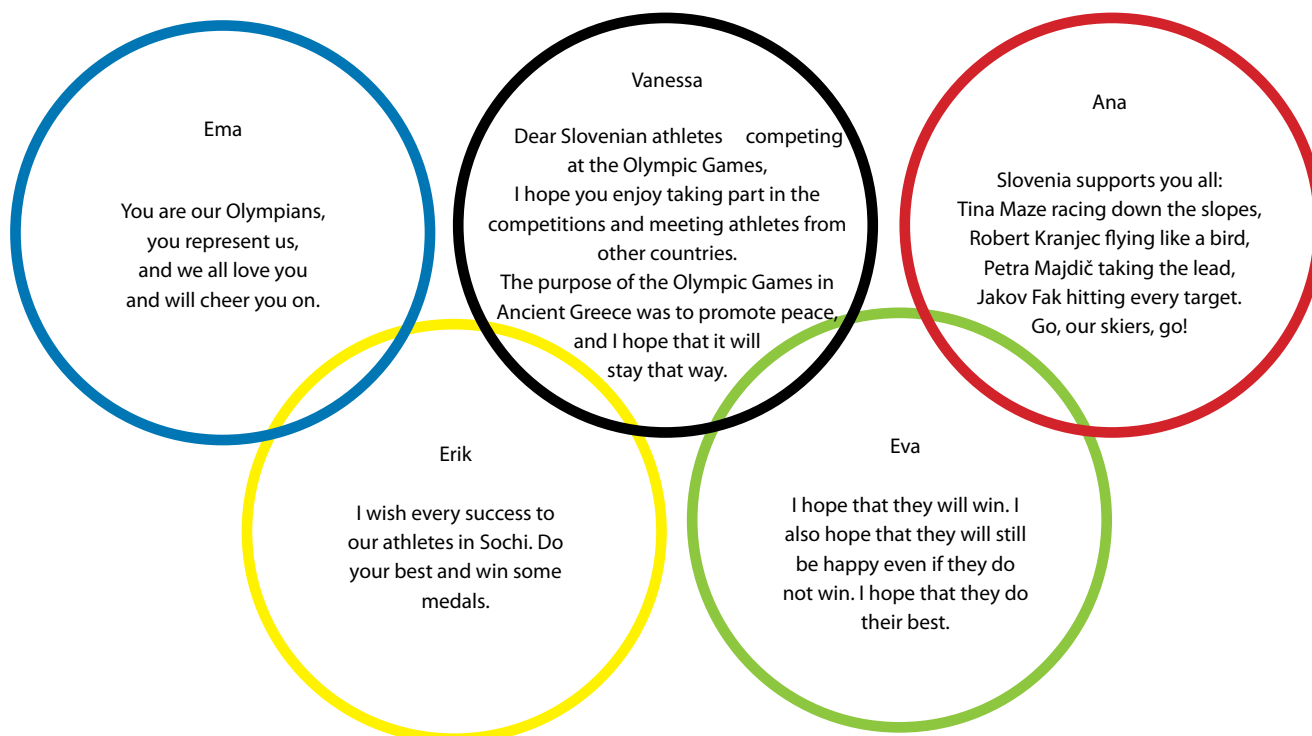 Ema
You are our Olympians,
you represent us,
and we all love you
and will cheer you on.
Vanessa
Dear Slovenian athletes competing
at the Olympic Games,
I hope you enjoy taking part in the
competitions and meeting athletes from
other countries.
The purpose of the Olympic Games in
Ancient Greece was to promote peace,
and I hope that it will
stay that way.
Ana
Slovenia supports you all:
Tina Maze racing down the slopes,
Robert Kranjec flying like a bird,
Petra Majdič taking the lead,
Jakov Fak hitting every target.
Go, our skiers, go!
Erik
I wish every success to
our athletes in Sochi. Do
your best and win some
medals.
Eva
I hope that they will win. I
also hope that they will still
be happy even if they do
not win. I hope that they do
their best.